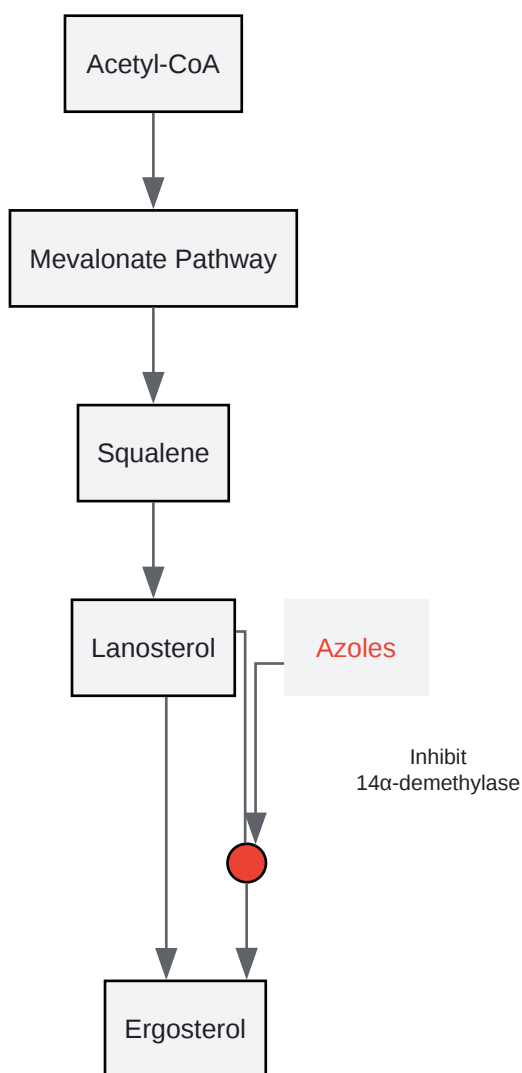 Acetyl-CoA
Mevalonate Pathway
Squalene
Lanosterol
Azoles
Inhibit
14α-demethylase
Ergosterol